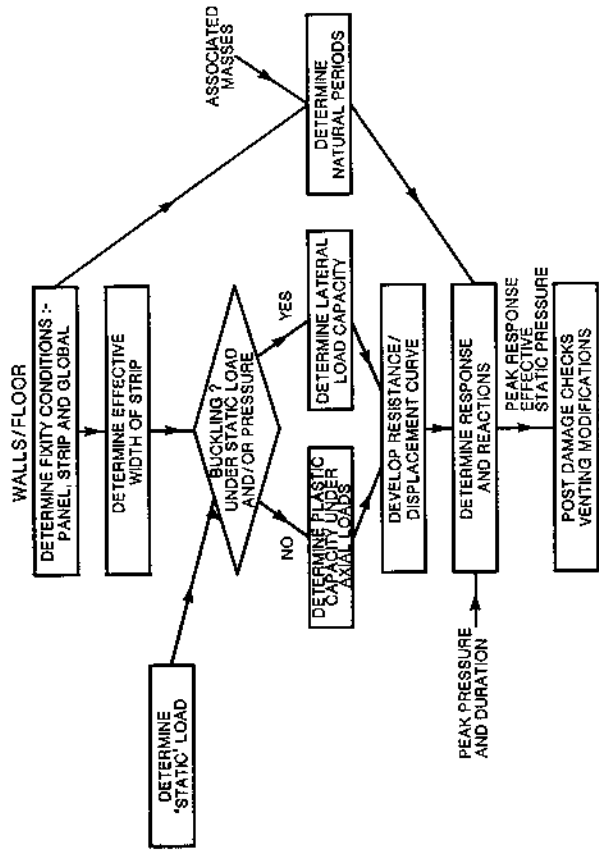 WALLS/FLOOR
DETERMINE FIXITY CONDITIONS :-
PANEL, STRIP AND GLOBAL
DETERMINE EFFECTIVE
WIDTH OF STRIP
DETERMINE
'STATIC' LOAD
BUCKLING ?
UNDER STATIC LOAD
AND/OR PRESSURE
NO
YES
ASSOCIATED
MASSES
DETERMINE PLASTIC
CAPACITY UNDER
AXIAL LOADS
DETERMINE LATERAL
LOAD CAPACITY
DETERMINE
NATURAL PERIODS
DEVELOP RESISTANCE/
DISPLACEMENT CURVE
PEAK PRESSURE
AND DURATION
DETERMINE RESPONSE
AND REACTIONS
PEAK RESPONSE
EFFECTIVE
STATIC PRESSURE
POST DAMAGE CHECKS
VENTING MODIFICATIONS